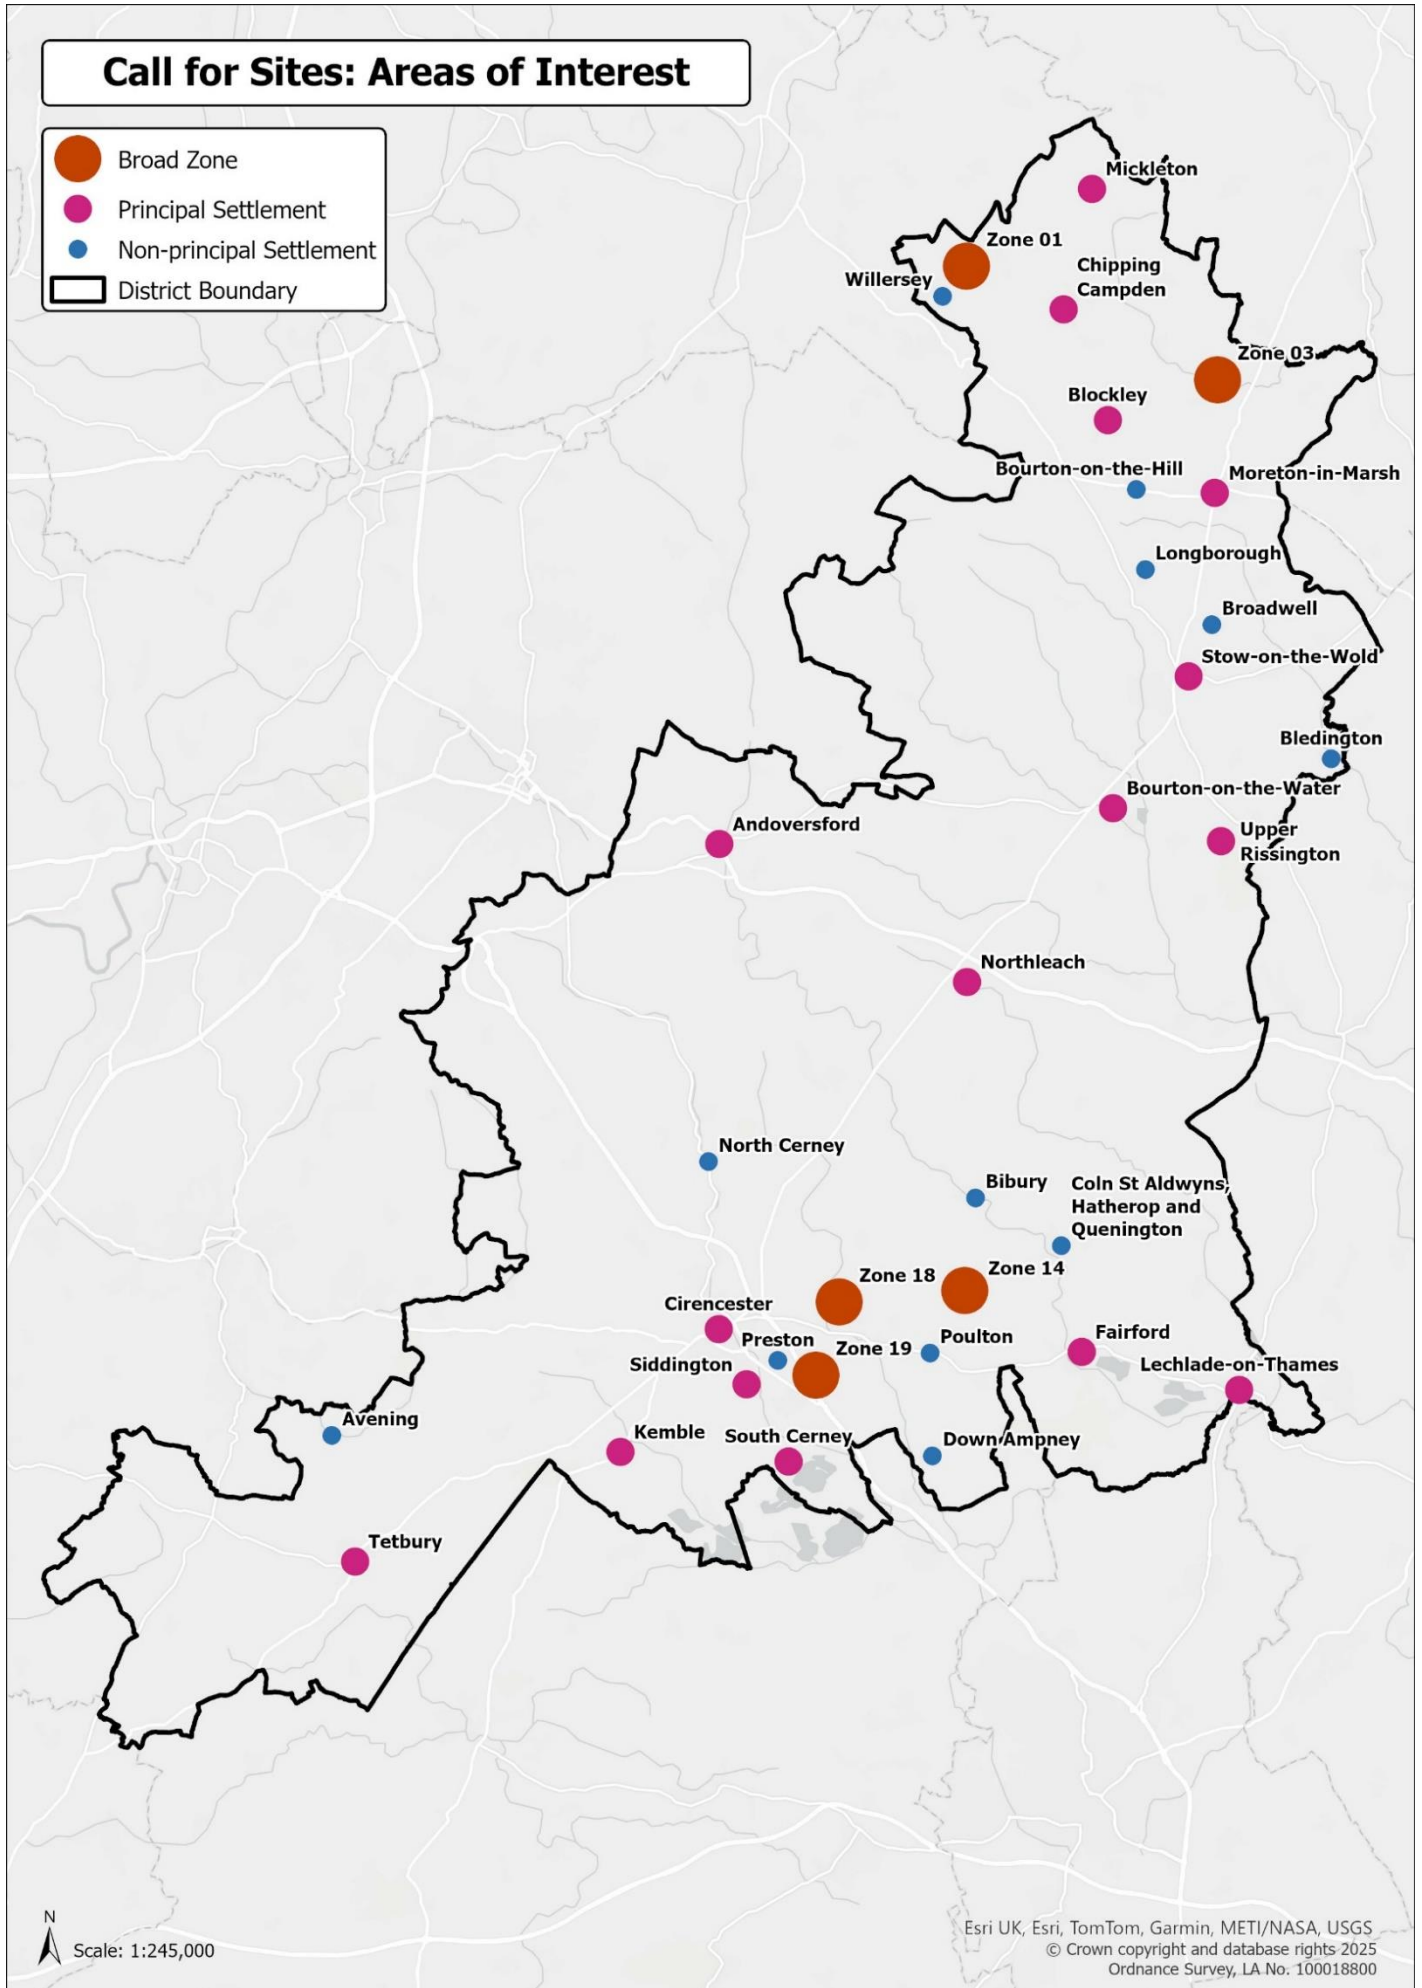 Call for Sites: Areas of Interest
Broad Zone
Principal Settlement
Non-principal Settlement
District Boundary
Mickleton
Zone 01
Willersey
Chipping
Campden
Zone 03
Blockley
Bourton-on-the-Hill
Moreton-in-Marsh
Longborough
Broadwell
Stow-on-the-Wold
Bledington
Bourton-on-the-Water
Andoversford
Upper
Rissington
Northleach
North Cerney
Bibury
Coln St Aldwyns,
Hatherop and
Quenington
Zone 18
Zone 14
Cirencester
Preston
Zone 19
Poulton
Fairford
Siddington
Lechlade-on-Thames
Avening
Kemble
South Cerney
Down Ampney
Tetbury
N
Scale: 1:245,000
Esri UK, Esri, TomTom, Garmin, METI/NASA, USGS
© Crown copyright and database rights 2025
Ordnance Survey, LA No. 100018800